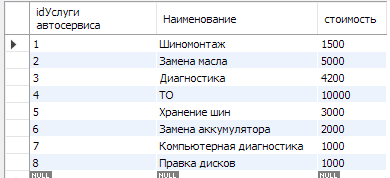 idУслуги автосервиса Наименование стоимость
1 Шиномонтаж 1500
2 Замена масла 5000
3 Диагностика 4200
4 ТО 10000
5 Хранение шин 3000
6 Замена аккумулятора 2000
7 Компьютерная диагностика 1000
8 Правка дисков 1000
NULL NULL NULL